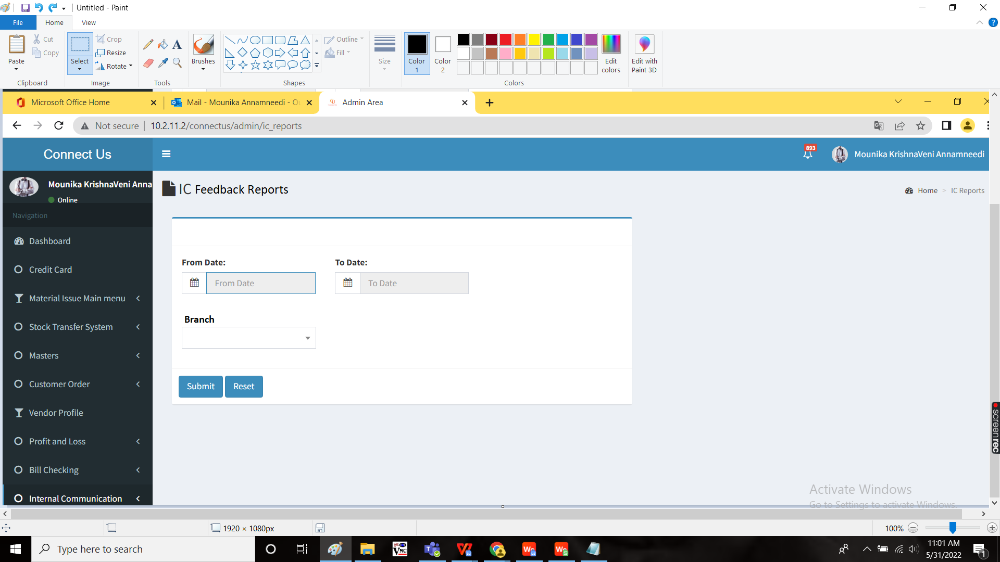 Untitled - Paint
File Home View
Paste
Cut
Copy
Clipboard
Select
Crop
Resize
Rotate
Image
Tools
Brushes
Outline
Fill
Shapes
Size
Color 1
Color 2
Edit colors
Edit with Paint 3D
Colors
Microsoft Office Home
Mail - Mounika Annamneedi - O
Admin Area
Not secure | 10.2.11.2/connectus/admin/ic_reports
Connect Us
893
Mounika KrishnaVeni Annamneedi
Mounika KrishnaVeni Anna
Online
IC Feedback Reports
Home > IC Reports
Navigation
Dashboard
Credit Card
Material Issue Main menu
Stock Transfer System
Masters
Customer Order
Vendor Profile
Profit and Loss
Bill Checking
Internal Communication
From Date:
To Date:
From Date
To Date
Branch
Submit
Reset
screenrec
Activate Windows
Go to Settings to activate Windows.
1920 × 1080px
100%
Type here to search
11:01 AM
5/31/2022
1